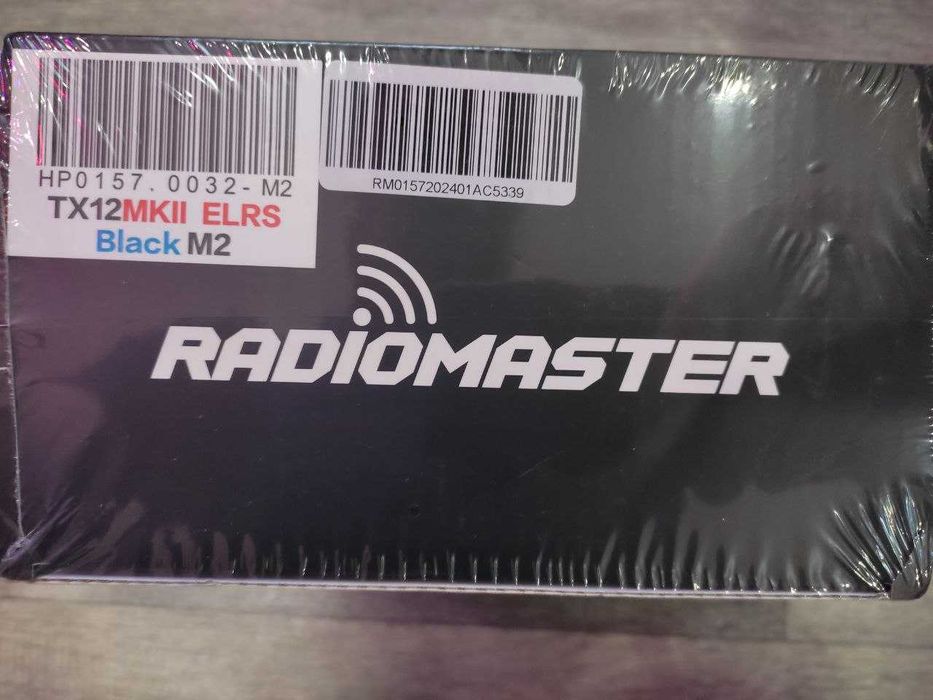 HP0157.0032-M2
TX12MKII ELRS
Black M2
RM0157202401AC5339
RADIOMASTER